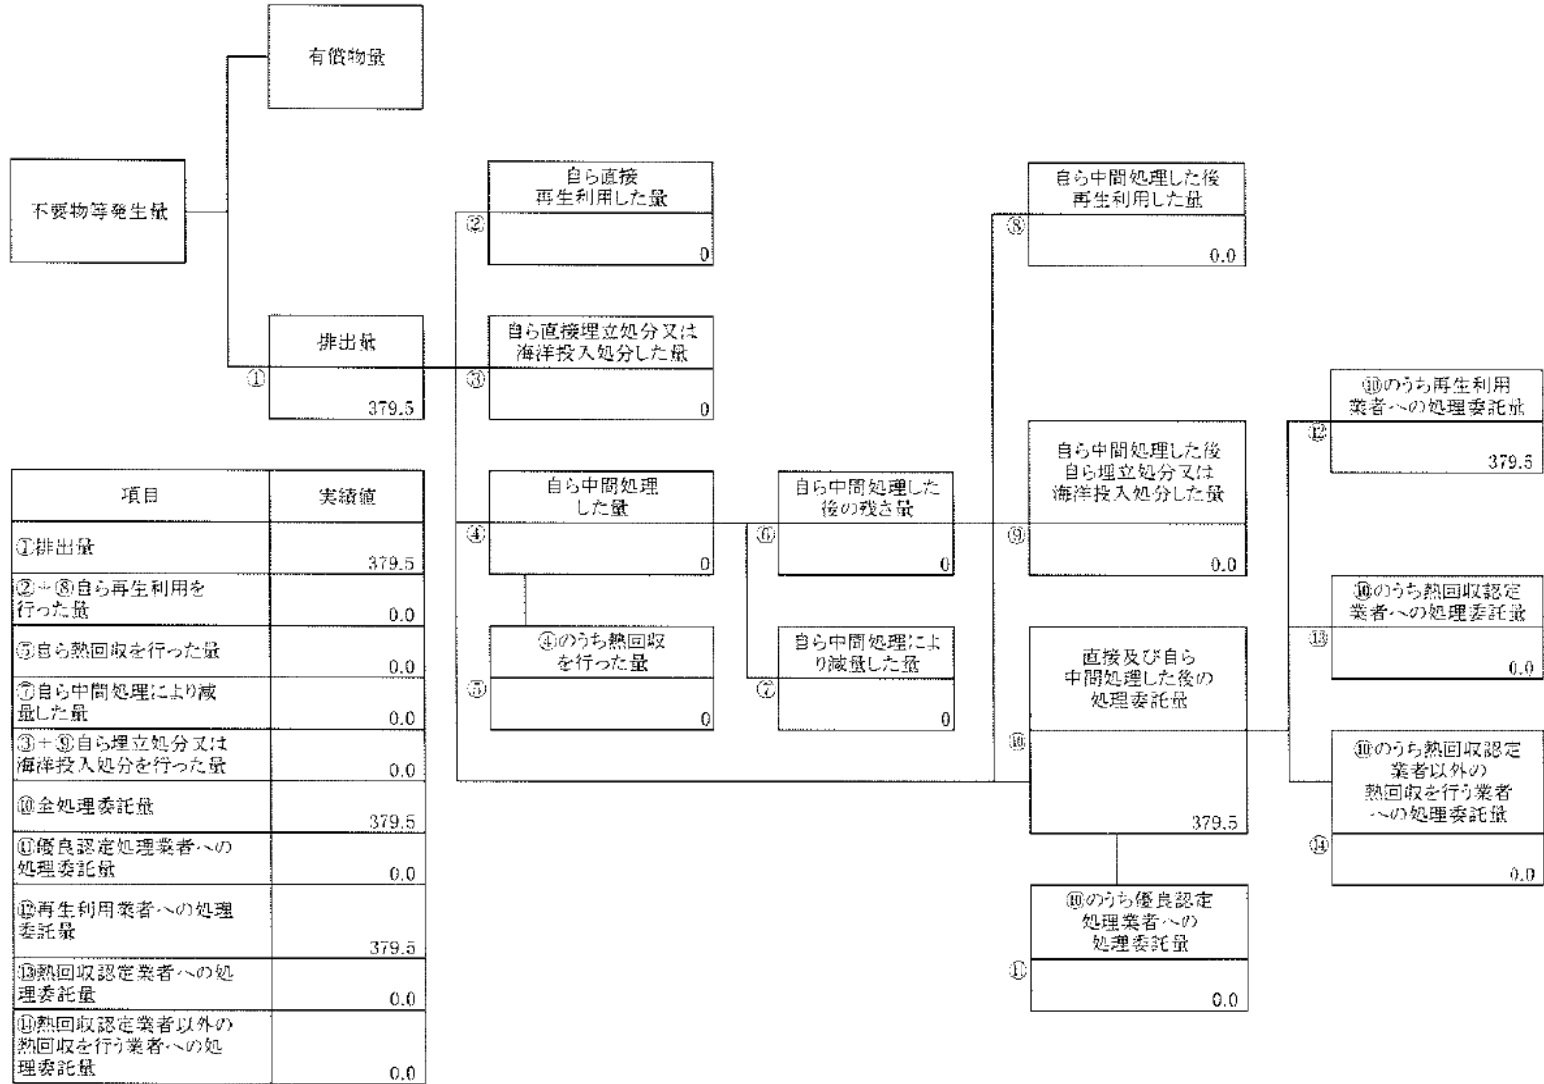 有償物量
不要物等発生量
自ら直接
再生利用した量
②
0
自ら中間処理した後
再生利用した量
⑧
0.0
排出量
①
379.5
自ら直接埋立処分又は
海洋投入処分した量
③
0
⑩のうち再生利用
業者への処理委託量
⑫
379.5
自ら中間処理
した量
④
0
自ら中間処理した
後の残さ量
⑥
0
自ら中間処理した後
自ら埋立処分又は
海洋投入処分した量
⑨
0.0
④のうち熱回収
を行った量
⑤
0
自ら中間処理によ
り減量した量
⑦
0
直接及び自ら
中間処理した後の
処理委託量
⑩
379.5
⑩のうち熱回収認定
業者への処理委託量
⑬
0.0
⑩のうち熱回収認定
業者以外の
熱回収を行う業者
への処理委託量
⑭
0.0
⑩のうち優良認定
処理業者への
処理委託量
⑪
0.0
項目 実績値
①排出量
379.5
②+⑧自ら再生利用を
行った量
0.0
⑤自ら熱回収を行った量
0.0
⑦自ら中間処理により減
量した量
0.0
③+⑨自ら埋立処分又は
海洋投入処分を行った量
0.0
⑩全処理委託量
379.5
⑪優良認定処理業者への
処理委託量
0.0
⑫再生利用業者への処理
委託量
379.5
⑬熱回収認定業者への処
理委託量
0.0
⑭熱回収認定業者以外の
熱回収を行う業者への処
理委託量
0.0